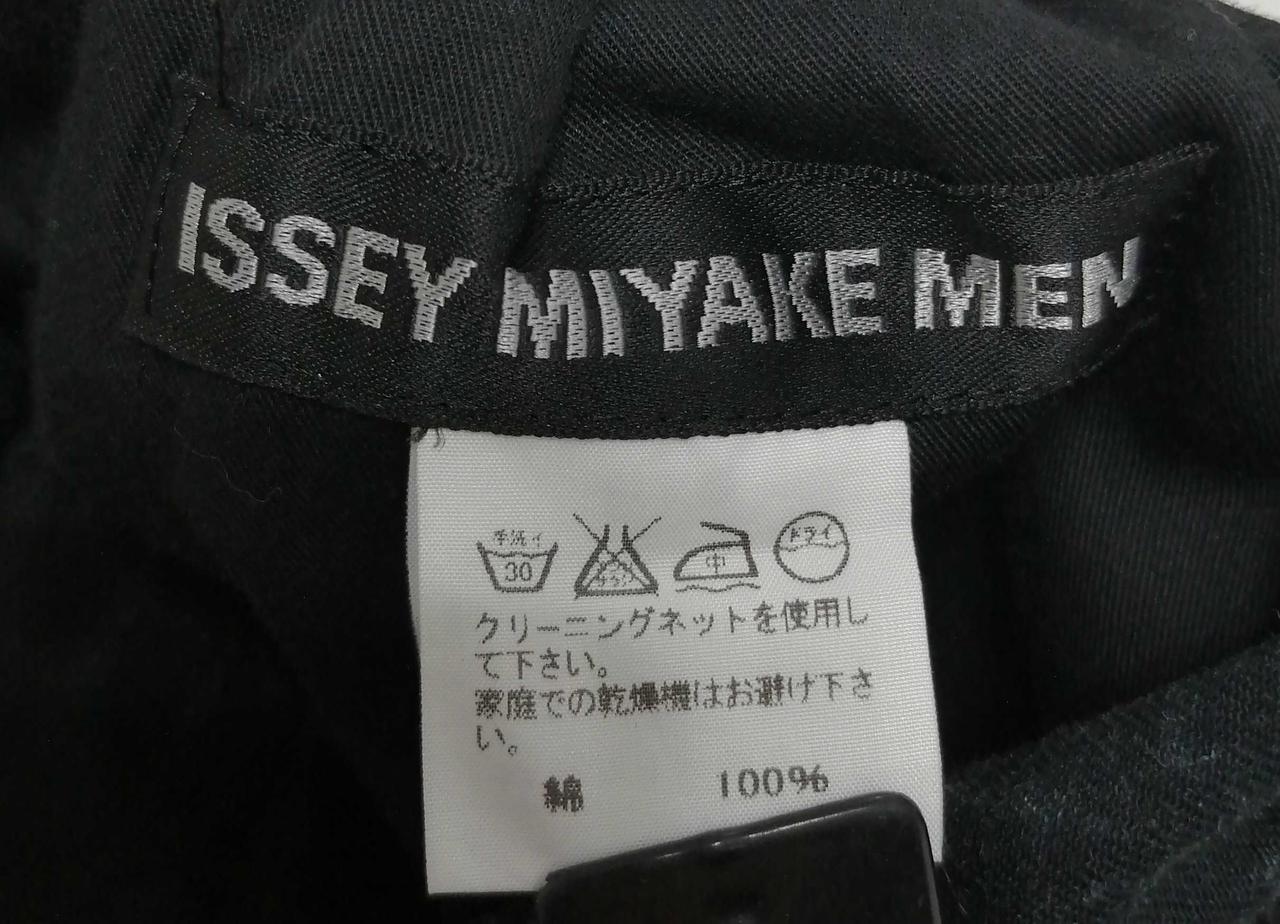 ISSEY MIYAKE MEN
手洗イ
30
中
ドライ
クリーニングネットを使用し
て下さい。
家庭での乾燥機はお避け下さ
い。
綿 100%